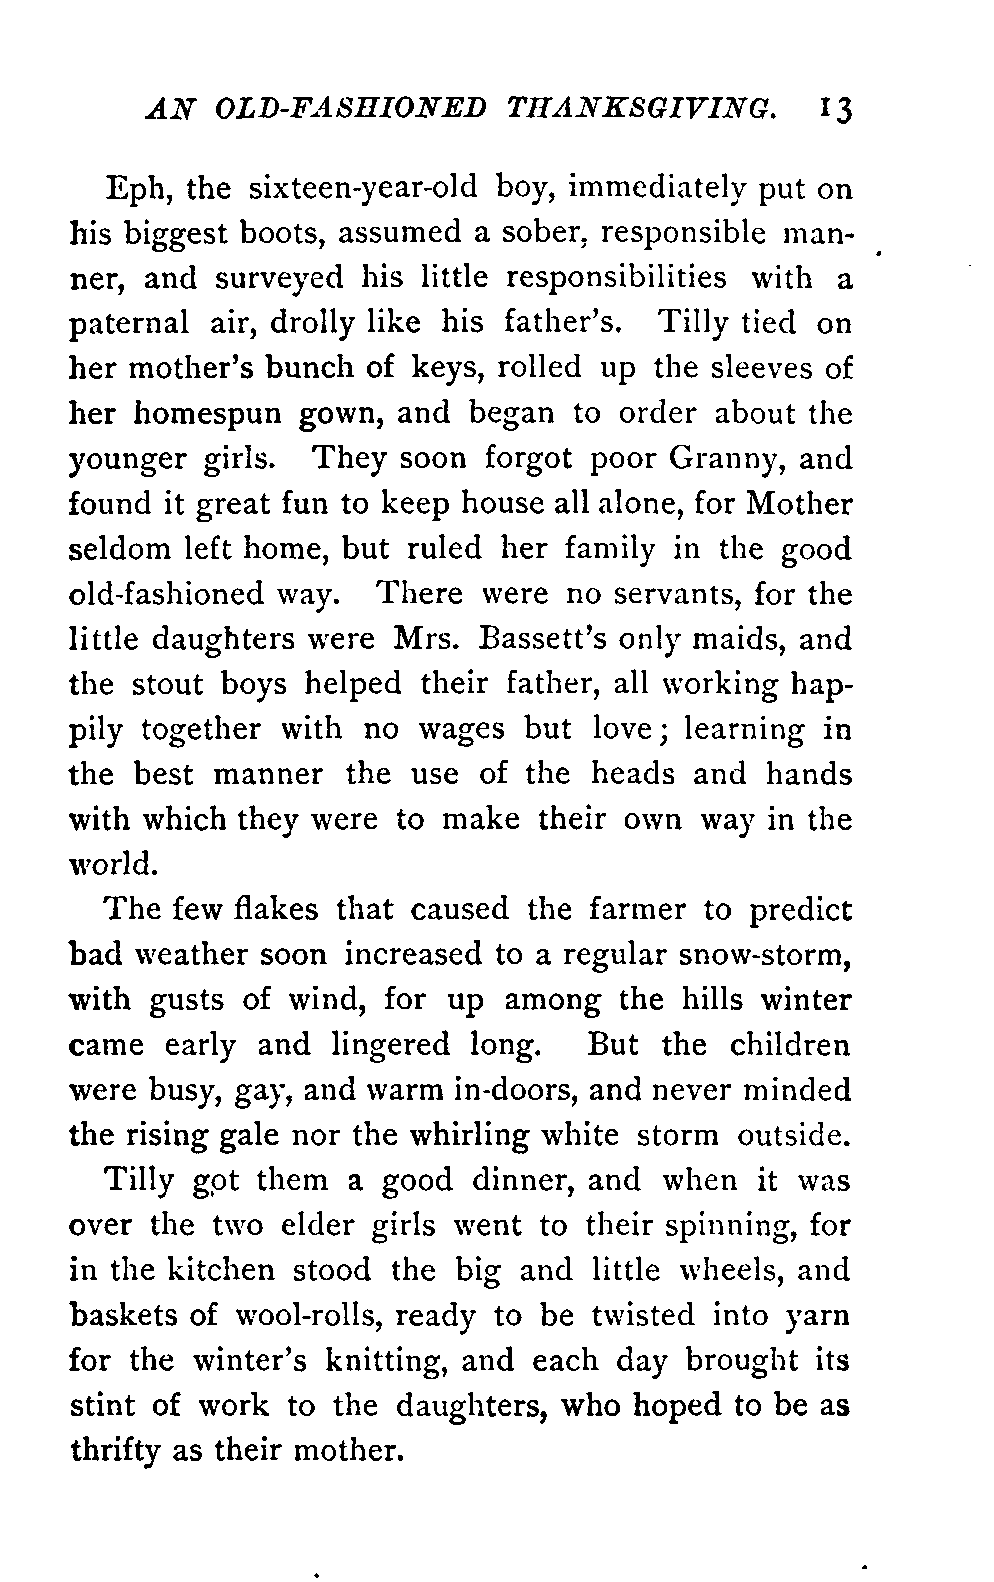 AN OLD-FASHIONED THANKSGIVING. 13
Eph, the sixteen-year-old boy, immediately put on
his biggest boots, assumed a sober, responsible man-
ner, and surveyed his little responsibilities with a
paternal air, drolly like his father's. Tilly tied on
her mother's bunch of keys, rolled up the sleeves of
her homespun gown, and began to order about the
younger girls. They soon forgot poor Granny, and
found it great fun to keep house all alone, for Mother
seldom left home, but ruled her family in the good
old-fashioned way. There were no servants, for the
little daughters were Mrs. Bassett's only maids, and
the stout boys helped their father, all working hap-
pily together with no wages but love; learning in
the best manner the use of the heads and hands
with which they were to make their own way in the
world.
The few flakes that caused the farmer to predict
bad weather soon increased to a regular snow-storm,
with gusts of wind, for up among the hills winter
came early and lingered long. But the children
were busy, gay, and warm in-doors, and never minded
the rising gale nor the whirling white storm outside.
Tilly got them a good dinner, and when it was
over the two elder girls went to their spinning, for
in the kitchen stood the big and little wheels, and
baskets of wool-rolls, ready to be twisted into yarn
for the winter's knitting, and each day brought its
stint of work to the daughters, who hoped to be as
thrifty as their mother.